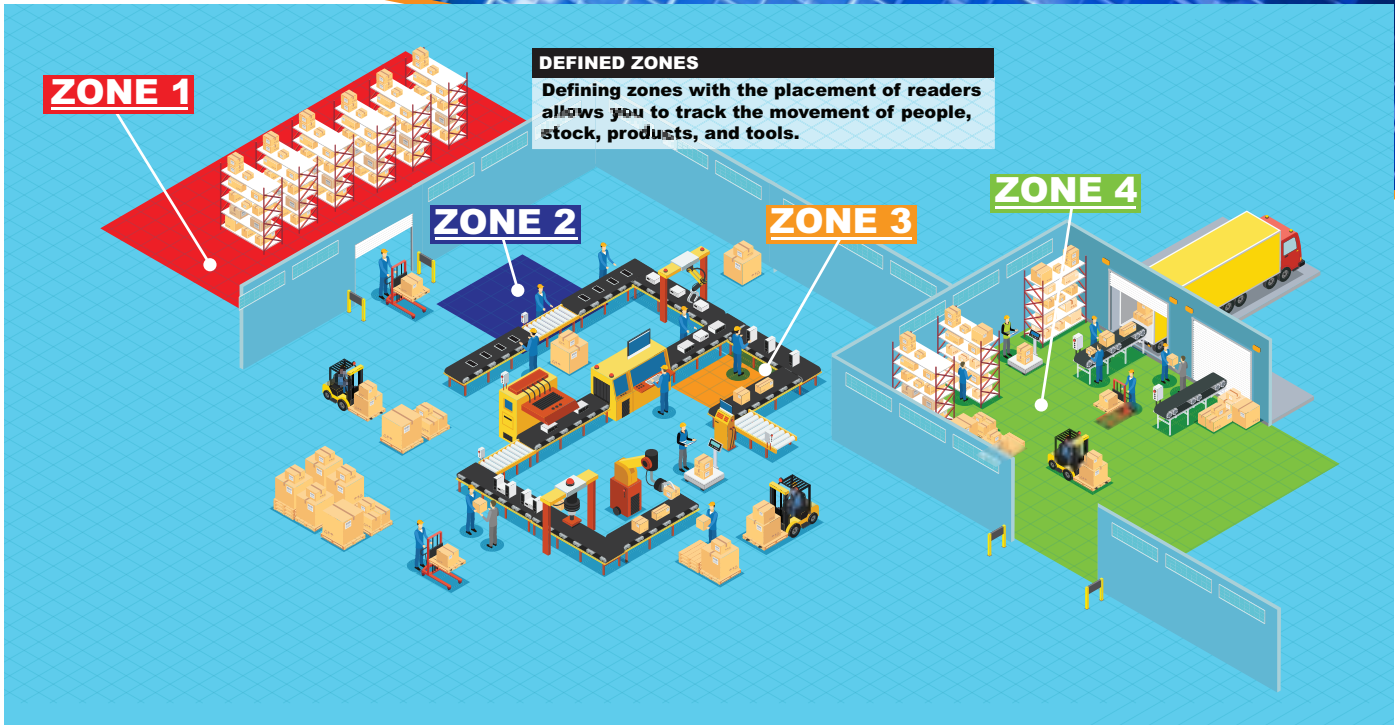 ZONE 1
DEFINED ZONES
Defining zones with the placement of readers
allows you to track the movement of people,
stock, products, and tools.
ZONE 2
ZONE 3
ZONE 4